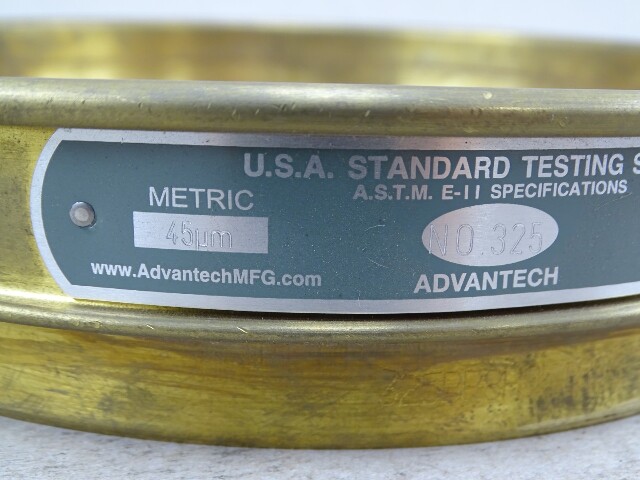 U.S.A. STANDARD TESTING S
A.S.T.M. E-11 SPECIFICATIONS
METRIC
45µm
NO.325
www.AdvantechMFG.com
ADVANTECH